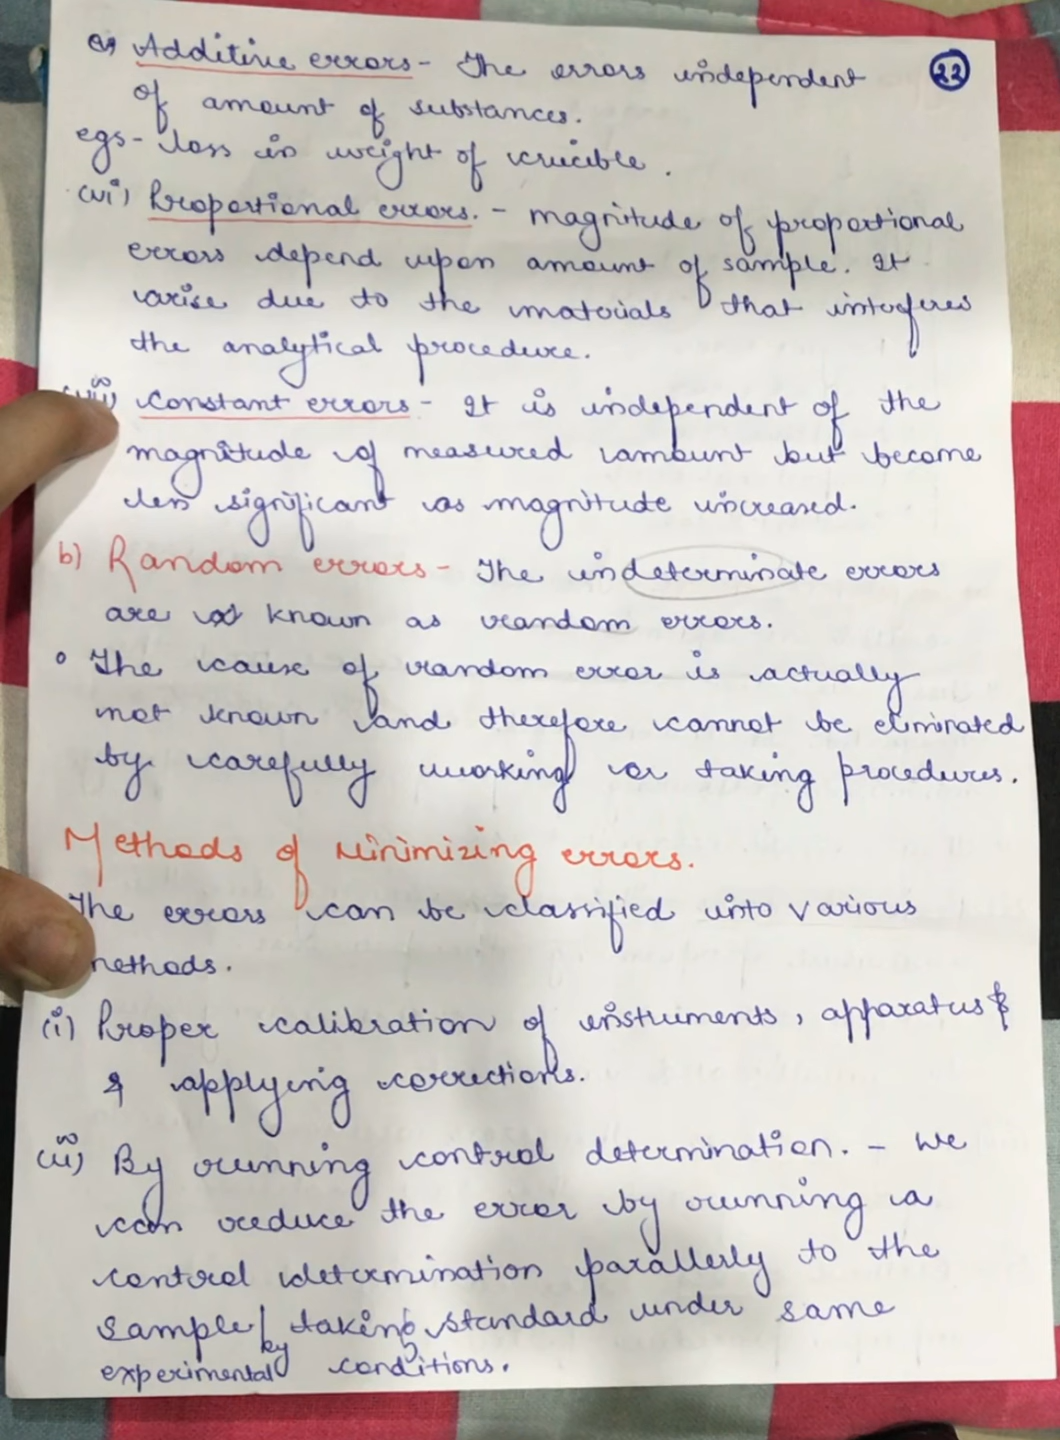 e) Additive errors - The errors independent
22
of amount of substances.
egs - loss in weight of crucible.
(vi) Proportional errors. - magnitude of proportional
errors depend upon amount of sample. It
arise due to the materials that interferes
the analytical procedure.
(vii) Constant errors - It is independent of the
magnitude of measured amount but become
less significant as magnitude increased.
b) Random errors - The indeterminate errors
are known as random errors.
° The cause of random error is actually
not known and therefore cannot be eliminated
by carefully working or taking procedures.
Methods of Minimizing errors.
The errors can be classified into various
methods.
(i) Proper calibration of instruments, apparatus &
& applying corrections.
(ii) By running control determination. - We
can reduce the error by running a
control determination parallerly to the
sample by taking standard under same
experimental conditions.